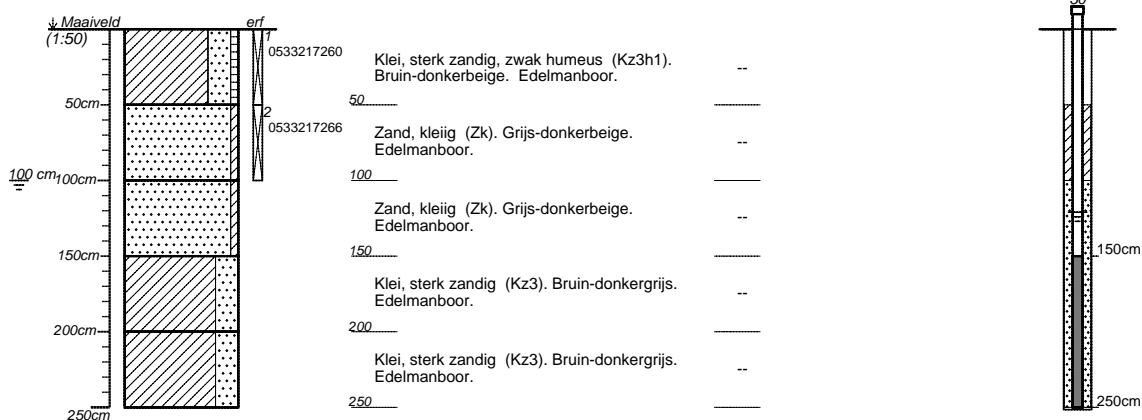 Maaiveld
erf
(1:50)
1
0533217260
Klei, sterk zandig, zwak humeus (Kz3h1).
Bruin-donkerbeige. Edelmanboor.
--
50cm
50
2
0533217266
Zand, kleiig (Zk). Grijs-donkerbeige.
Edelmanboor.
--
100 cm
100cm
100
Zand, kleiig (Zk). Grijs-donkerbeige.
Edelmanboor.
--
150cm
150
150cm
Klei, sterk zandig (Kz3). Bruin-donkergrijs.
Edelmanboor.
--
200cm
200
Klei, sterk zandig (Kz3). Bruin-donkergrijs.
Edelmanboor.
--
250cm
250
250cm